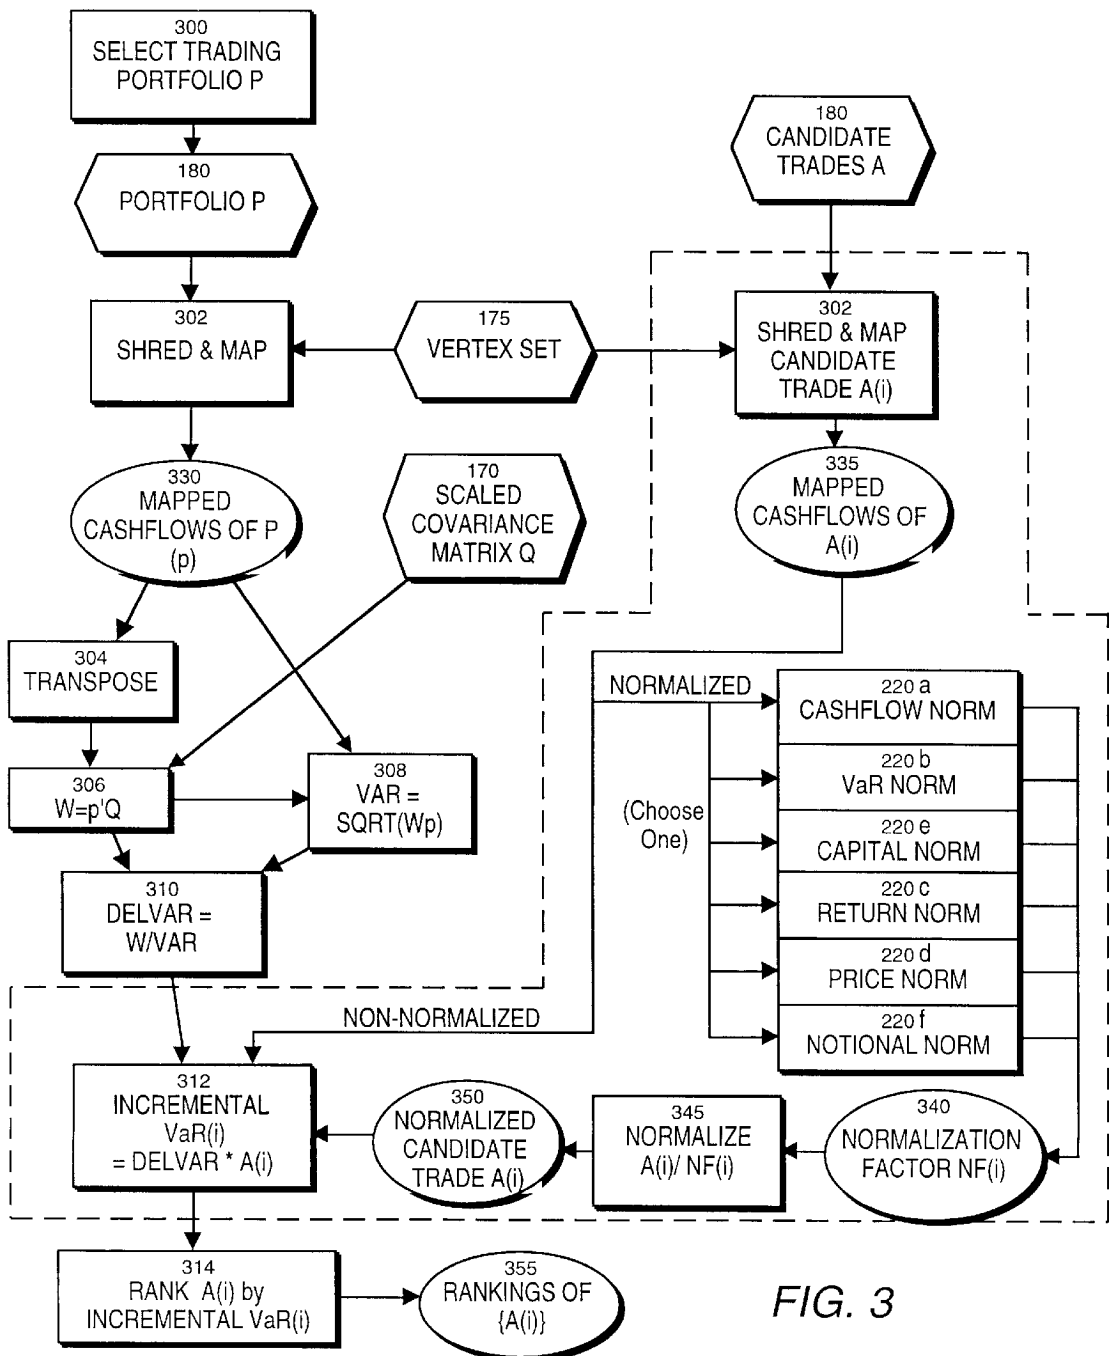 300
SELECT TRADING
PORTFOLIO P
180
PORTFOLIO P
180
CANDIDATE
TRADES A
302
SHRED & MAP
175
VERTEX SET
302
SHRED & MAP
CANDIDATE
TRADE A(i)
330
MAPPED
CASHFLOWS OF P
(p)
170
SCALED
COVARIANCE
MATRIX Q
335
MAPPED
CASHFLOWS OF
A(i)
304
TRANSPOSE
306
W=p'Q
308
VAR =
SQRT(Wp)
310
DELVAR =
W/VAR
NORMALIZED
(Choose
One)
220 a
CASHFLOW NORM
220 b
VaR NORM
220 e
CAPITAL NORM
220 c
RETURN NORM
220 d
PRICE NORM
220 f
NOTIONAL NORM
NON-NORMALIZED
312
INCREMENTAL
VaR(i)
= DELVAR * A(i)
350
NORMALIZED
CANDIDATE
TRADE A(i)
345
NORMALIZE
A(i)/ NF(i)
340
NORMALIZATION
FACTOR NF(i)
314
RANK A(i) by
INCREMENTAL VaR(i)
355
RANKINGS OF
{A(i)}
FIG. 3